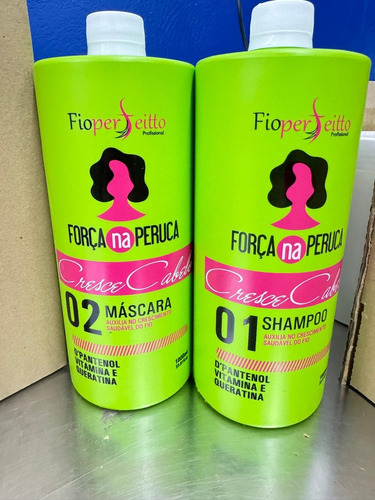 Fioperfeitto
Profissional
FORÇA na PERUCA
Cresce Cabelo
02 MÁSCARA
AUXILIA NO CRESCIMENTO
SAUDÁVEL DO FIO
D'PANTENOL
VITAMINA E
QUERATINA
Fioperfeitto
Profissional
FORÇA na PERUCA
Cresce
01 SHAMPOO
AUXILIA NO CRESCIMENTO
SAUDÁVEL DO FIO
D'PANTENOL
VITAMINA E
QUERATINA